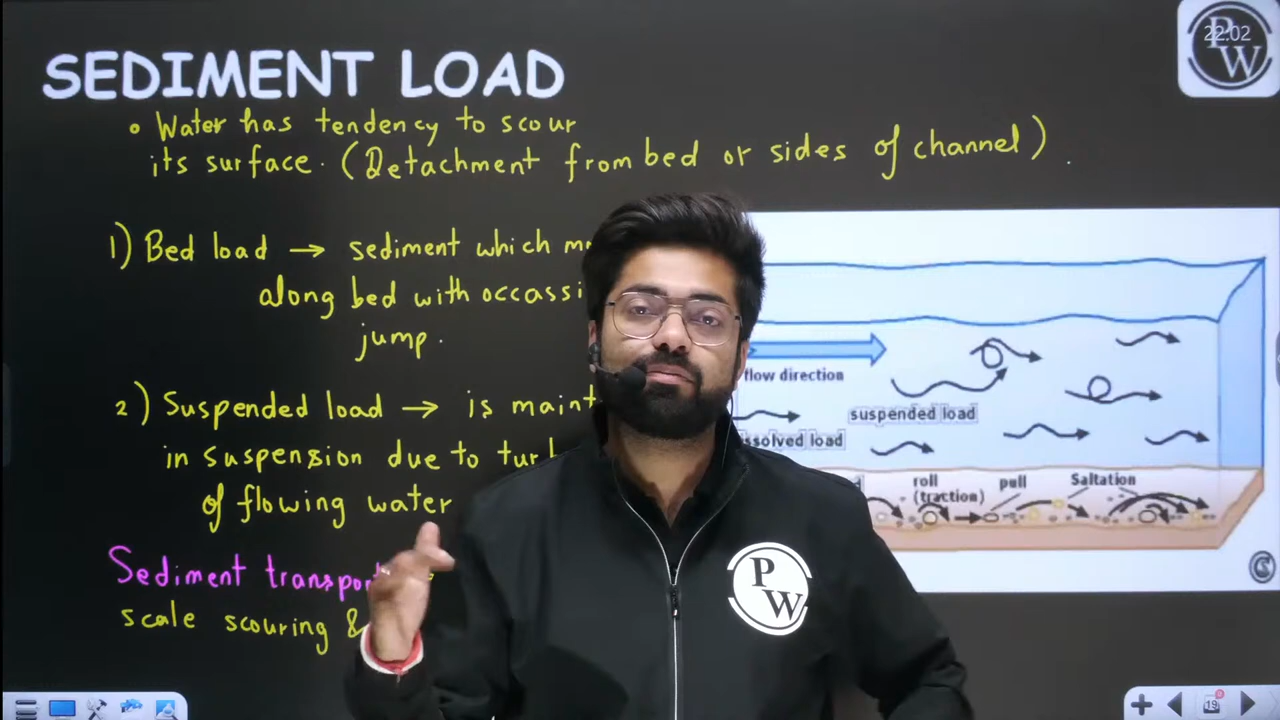 22:02
P
W
SEDIMENT LOAD
• Water has tendency to scour
its surface. (Detachment from bed or sides of channel).
1) Bed load → sediment which
along bed with
jump.
2) Suspended load → is
in suspension due to
of flowing water
Sediment
scale scouring &
flow direction
suspended load
load
roll
(traction)
pull
Saltation
P
W
19